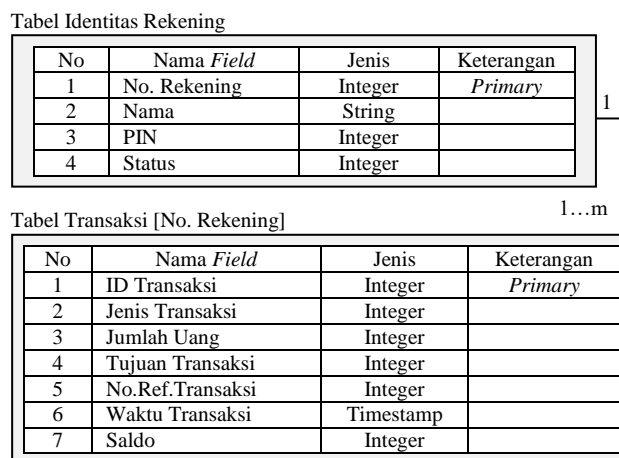 Tabel Identitas Rekening
No Nama Field Jenis Keterangan
1 No. Rekening Integer Primary
2 Nama String
3 PIN Integer
4 Status Integer
1
1…m
Tabel Transaksi [No. Rekening]
No Nama Field Jenis Keterangan
1 ID Transaksi Integer Primary
2 Jenis Transaksi Integer
3 Jumlah Uang Integer
4 Tujuan Transaksi Integer
5 No.Ref.Transaksi Integer
6 Waktu Transaksi Timestamp
7 Saldo Integer